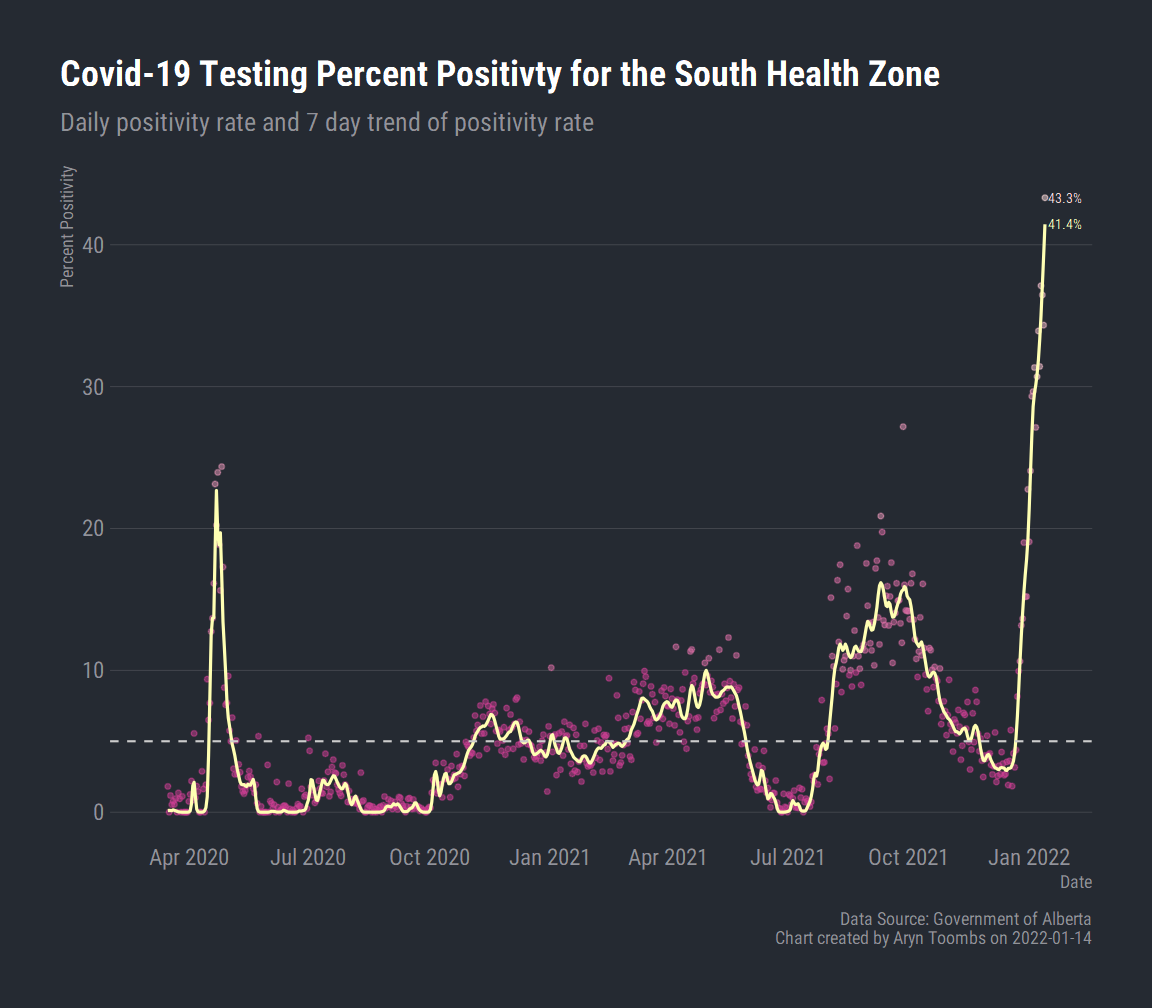 Covid-19 Testing Percent Positivty for the South Health Zone
Daily positivity rate and 7 day trend of positivity rate
Percent Positivity
43.3%
41.4%
40
30
20
10
0
Apr 2020 Jul 2020 Oct 2020 Jan 2021 Apr 2021 Jul 2021 Oct 2021 Jan 2022
Date
Data Source: Government of Alberta
Chart created by Aryn Toombs on 2022-01-14